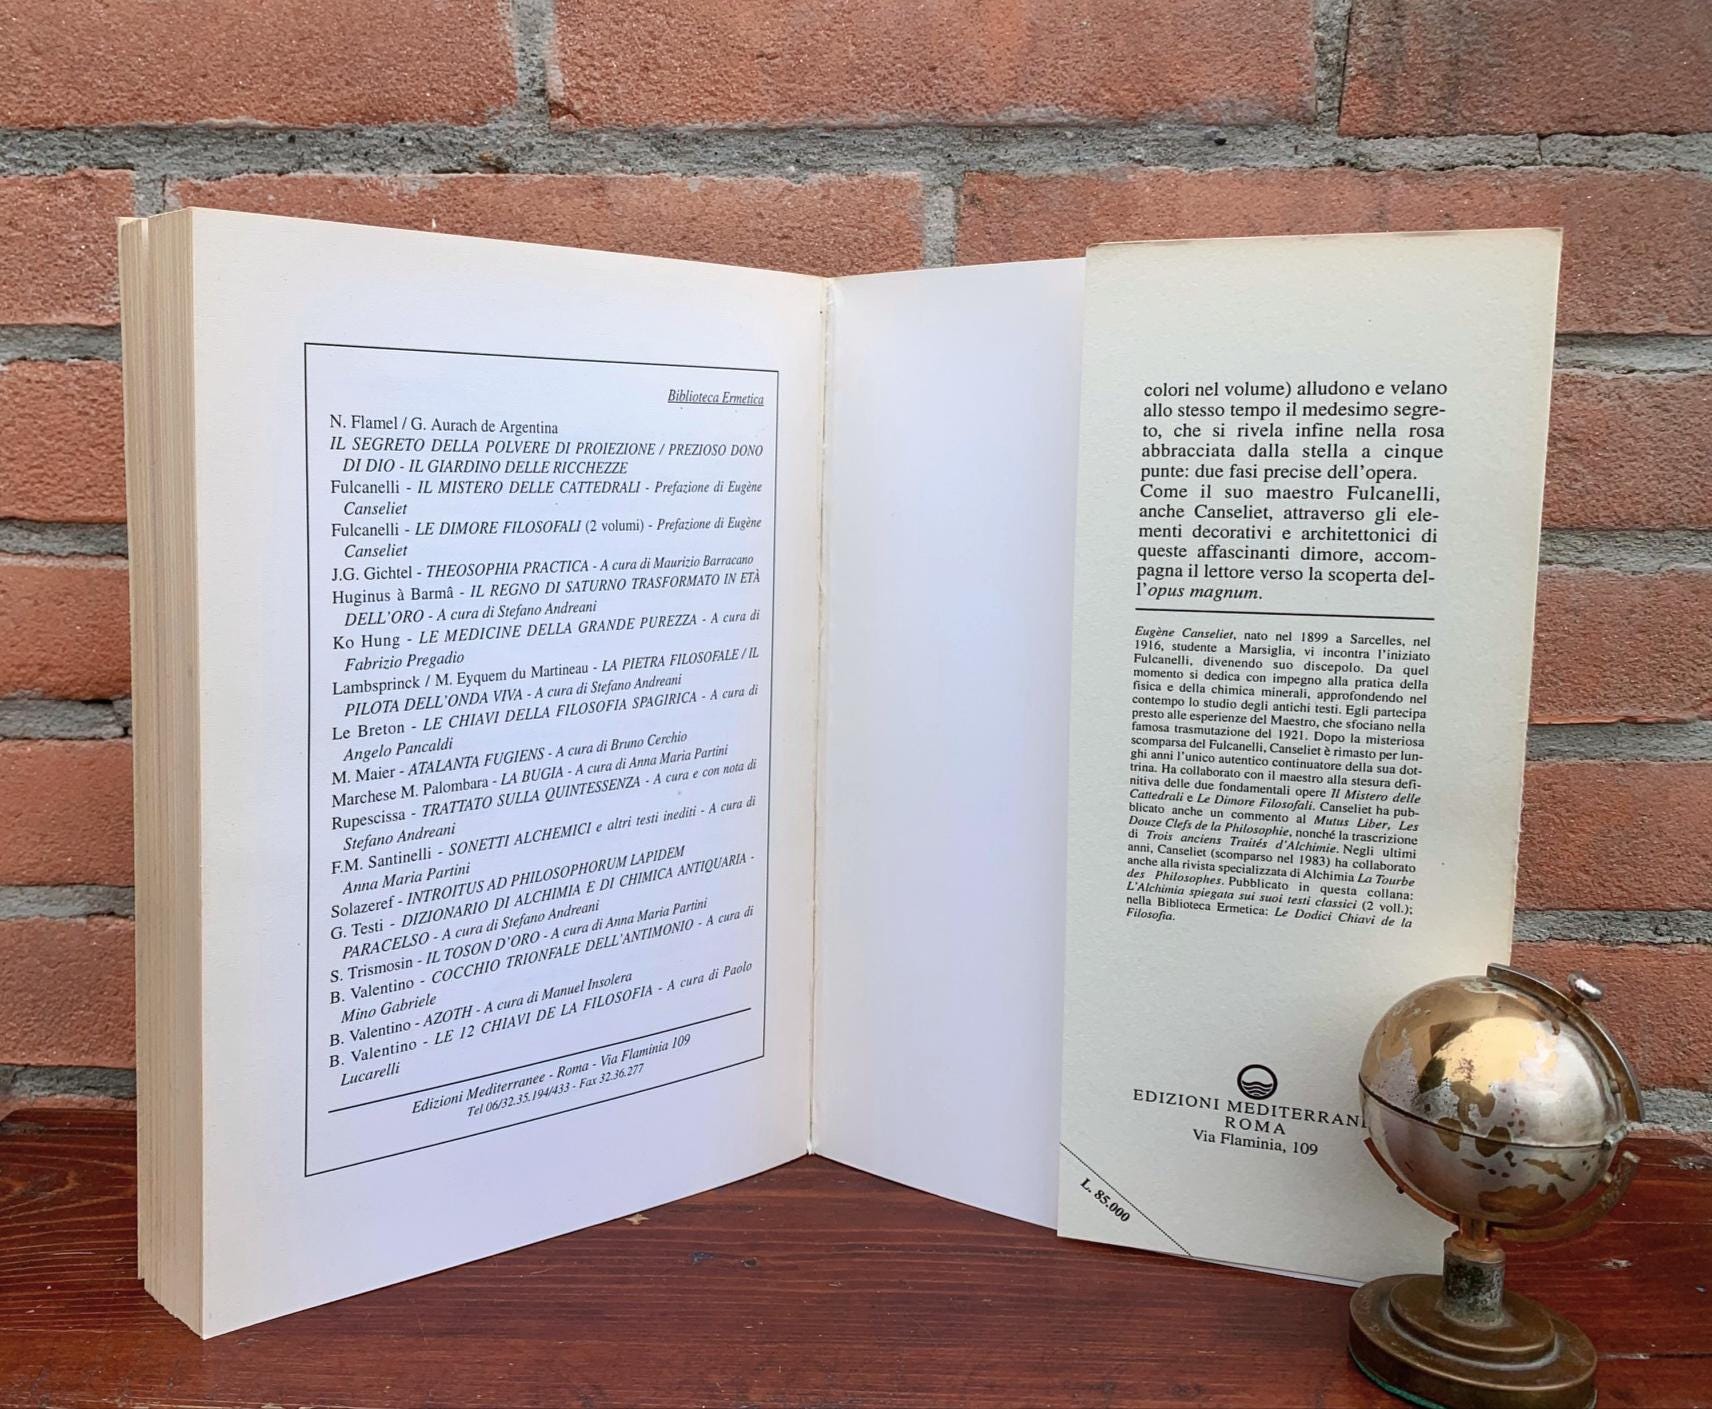 Biblioteca Ermetica
N. Flamel / G. Aurach de Argentina
IL SEGRETO DELLA POLVERE DI PROIEZIONE / PREZIOSO DONO
DI DIO - IL GIARDINO DELLE RICCHEZZE
Fulcanelli - IL MISTERO DELLE CATTEDRALI - Prefazione di Eugène
Canseliet
Fulcanelli - LE DIMORE FILOSOFALI (2 volumi) - Prefazione di Eugène
Canseliet
J.G. Gichtel - THEOSOPHIA PRACTICA - A cura di Maurizio Barracano
Huginus à Barmâ - IL REGNO DI SATURNO TRASFORMATO IN ETÀ
DELL'ORO - A cura di Stefano Andreani
Ko Hung - LE MEDICINE DELLA GRANDE PUREZZA - A cura di
Fabrizio Pregadio
Lambsprinck / M. Eyquem du Martineau - LA PIETRA FILOSOFALE / IL
PILOTA DELL'ONDA VIVA - A cura di Stefano Andreani
Le Breton - LE CHIAVI DELLA FILOSOFIA SPAGIRICA - A cura di
Angelo Pancaldi
M. Maier - ATALANTA FUGIENS - A cura di Bruno Cerchio
Marchese M. Palombara - LA BUGIA - A cura di Anna Maria Partini
Rupescissa - TRATTATO SULLA QUINTESSENZA - A cura e con nota di
Stefano Andreani
F.M. Santinelli - SONETTI ALCHEMICI e altri testi inediti - A cura di
Anna Maria Partini
Solazeref - INTROITUS AD PHILOSOPHORUM LAPIDEM
G. Testi - DIZIONARIO DI ALCHIMIA E DI CHIMICA ANTIQUARIA -
PARACELSO - A cura di Stefano Andreani
S. Trismosin - IL TOSON D'ORO - A cura di Anna Maria Partini
B. Valentino - COCCHIO TRIONFALE DELL'ANTIMONIO - A cura di
Mino Gabriele
B. Valentino - AZOTH - A cura di Manuel Insolera
B. Valentino - LE 12 CHIAVI DE LA FILOSOFIA - A cura di Paolo
Lucarelli
Edizioni Mediterranee - Roma - Via Flaminia 109
Tel 06/32.35.194/433 - Fax 32.36.277
colori nel volume) alludono e velano
allo stesso tempo il medesimo segre-
to, che si rivela infine nella rosa
abbracciata dalla stella a cinque
punte: due fasi precise dell'opera.
Come il suo maestro Fulcanelli,
anche Canseliet, attraverso gli ele-
menti decorativi e architettonici di
queste affascinanti dimore, accom-
pagna il lettore verso la scoperta del-
l'opus magnum.
Eugène Canseliet, nato nel 1899 a Sarcelles, nel
1916, studente a Marsiglia, vi incontra l'iniziato
Fulcanelli, divenendo suo discepolo. Da quel
momento si dedica con impegno alla pratica della
fisica e della chimica minerali, approfondendo nel
contempo lo studio degli antichi testi. Egli partecipa
presto alle esperienze del Maestro, che sfociano nella
famosa trasmutazione del 1921. Dopo la misteriosa
scomparsa del Fulcanelli, Canseliet è rimasto per lun-
ghi anni l'unico autentico continuatore della sua dot-
trina. Ha collaborato con il maestro alla stesura defi-
nitiva delle due fondamentali opere Il Mistero delle
Cattedrali e Le Dimore Filosofali. Canseliet ha pub-
blicato anche un commento al Mutus Liber, Les
Douze Clefs de la Philosophie, nonché la trascrizione
di Trois anciens Traités d'Alchimie. Negli ultimi
anni, Canseliet (scomparso nel 1983) ha collaborato
anche alla rivista specializzata di Alchimia La Tourbe
des Philosophes. Pubblicato in questa collana:
L'Alchimia spiegata sui suoi testi classici (2 voll.);
nella Biblioteca Ermetica: Le Dodici Chiavi de la
Filosofia.
EDIZIONI MEDITERRAN
ROMA
Via Flaminia, 109
L. 85.000